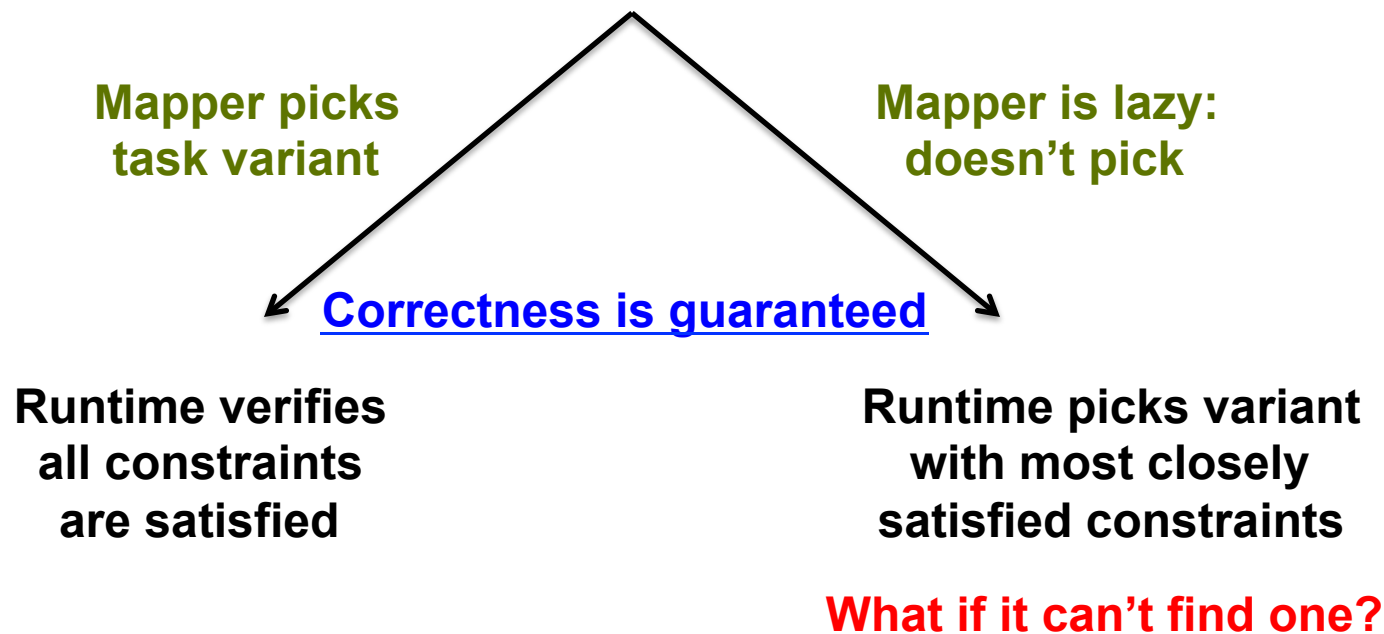 Mapper picks
task variant
Mapper is lazy:
doesn’t pick
Correctness is guaranteed
Runtime verifies
all constraints
are satisfied
Runtime picks variant
with most closely
satisfied constraints
What if it can’t find one?